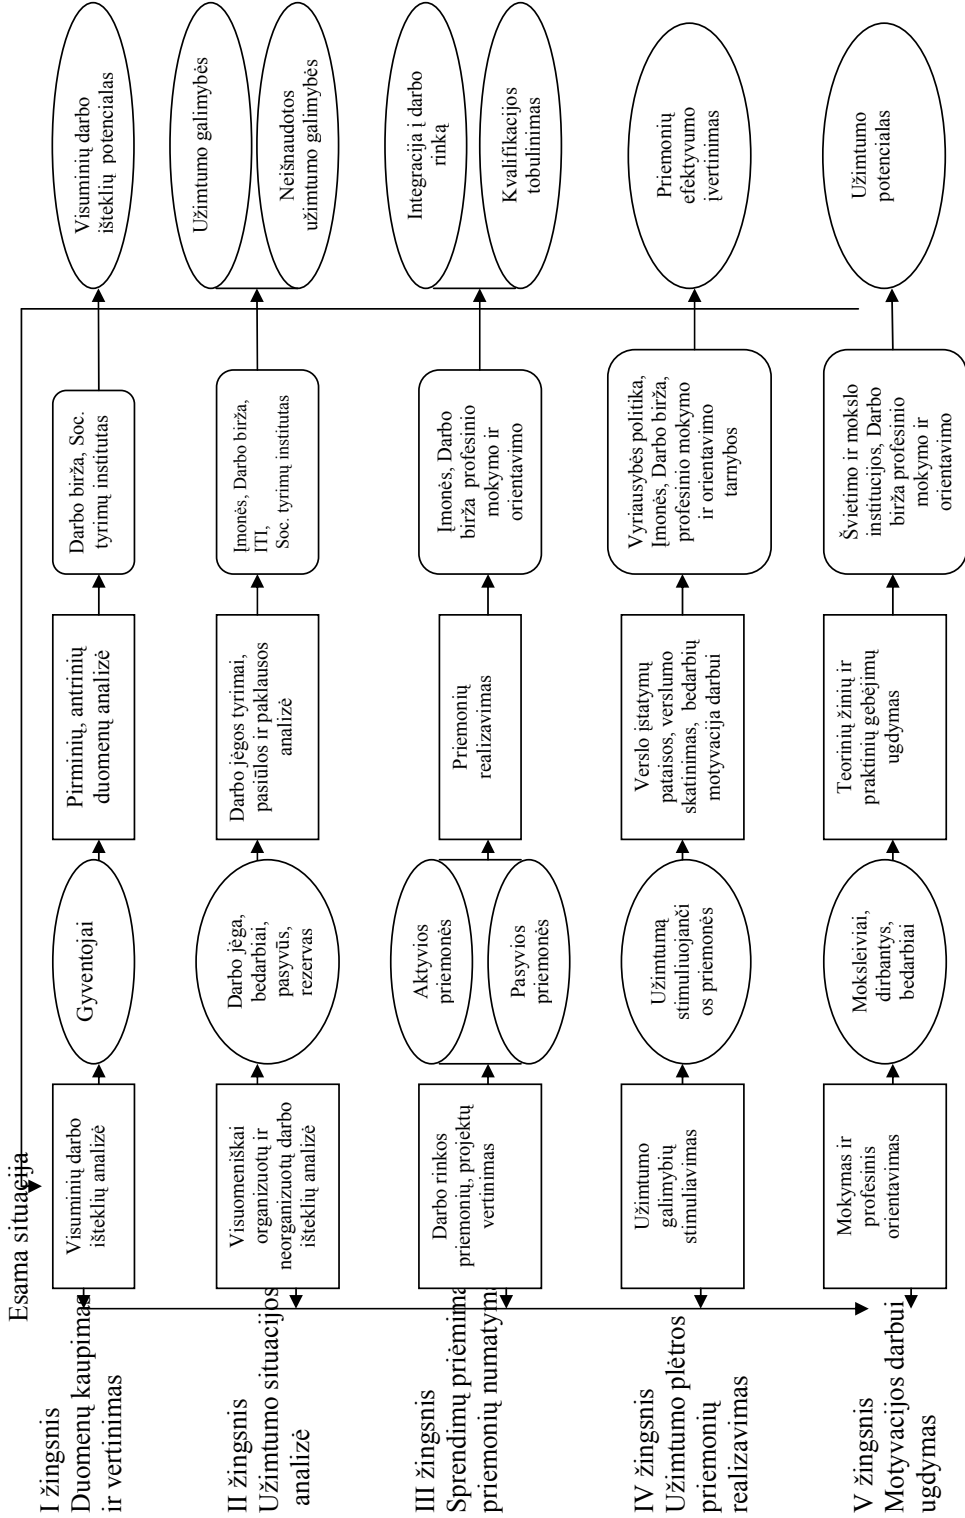 Esama situacija
I žingsnis
Duomenų kaupimas
ir vertinimas
Visuminių darbo
išteklių analizė
Gyventojai
Pirminių, antrinių
duomenų analizė
Darbo birža, Soc.
tyrimų institutas
Visuminių darbo
išteklių potencialas
II žingsnis
Užimtumo situacijos
analizė
Visuomeniškai
organizuotų ir
neorganizuotų darbo
išteklių analizė
Darbo jėga,
bedarbiai,
pasyvūs,
rezervas
Darbo jėgos tyrimai,
pasiūlos ir paklausos
analizė
Įmonės, Darbo birža,
ITI,
Soc. tyrimų institutas
Užimtumo galimybės
Neišnaudotos
užimtumo galimybės
III žingsnis
Sprendimų priėmimas
priemonių numatymas
Darbo rinkos
priemonių, projektų
vertinimas
Aktyvios
priemonės
Pasyvios
priemonės
Priemonių
realizavimas
Įmonės, Darbo
birža profesinio
mokymo ir
orientavimo
Integracija į darbo
rinką
Kvalifikacijos
tobulinimas
IV žingsnis
Užimtumo plėtros
priemonių
realizavimas
Užimtumo
galimybių
stimuliavimas
Užimtumą
stimuliuojanči
os priemonės
Verslo įstatymų
pataisos, verslumo
skatinimas, bedarbių
motyvacija darbui
Vyriausybės politika,
Įmonės, Darbo birža,
profesinio mokymo
ir orientavimo
tarnybos
Priemonių
efektyvumo
įvertinimas
V žingsnis
Motyvacijos darbui
ugdymas
Mokymas ir
profesinis
orientavimas
Moksleiviai,
dirbantys,
bedarbiai
Teorinių žinių ir
praktinių gebėjimų
ugdymas
Švietimo ir mokslo
institucijos, Darbo
birža profesinio
mokymo ir
orientavimo
Užimtumo
potencialas